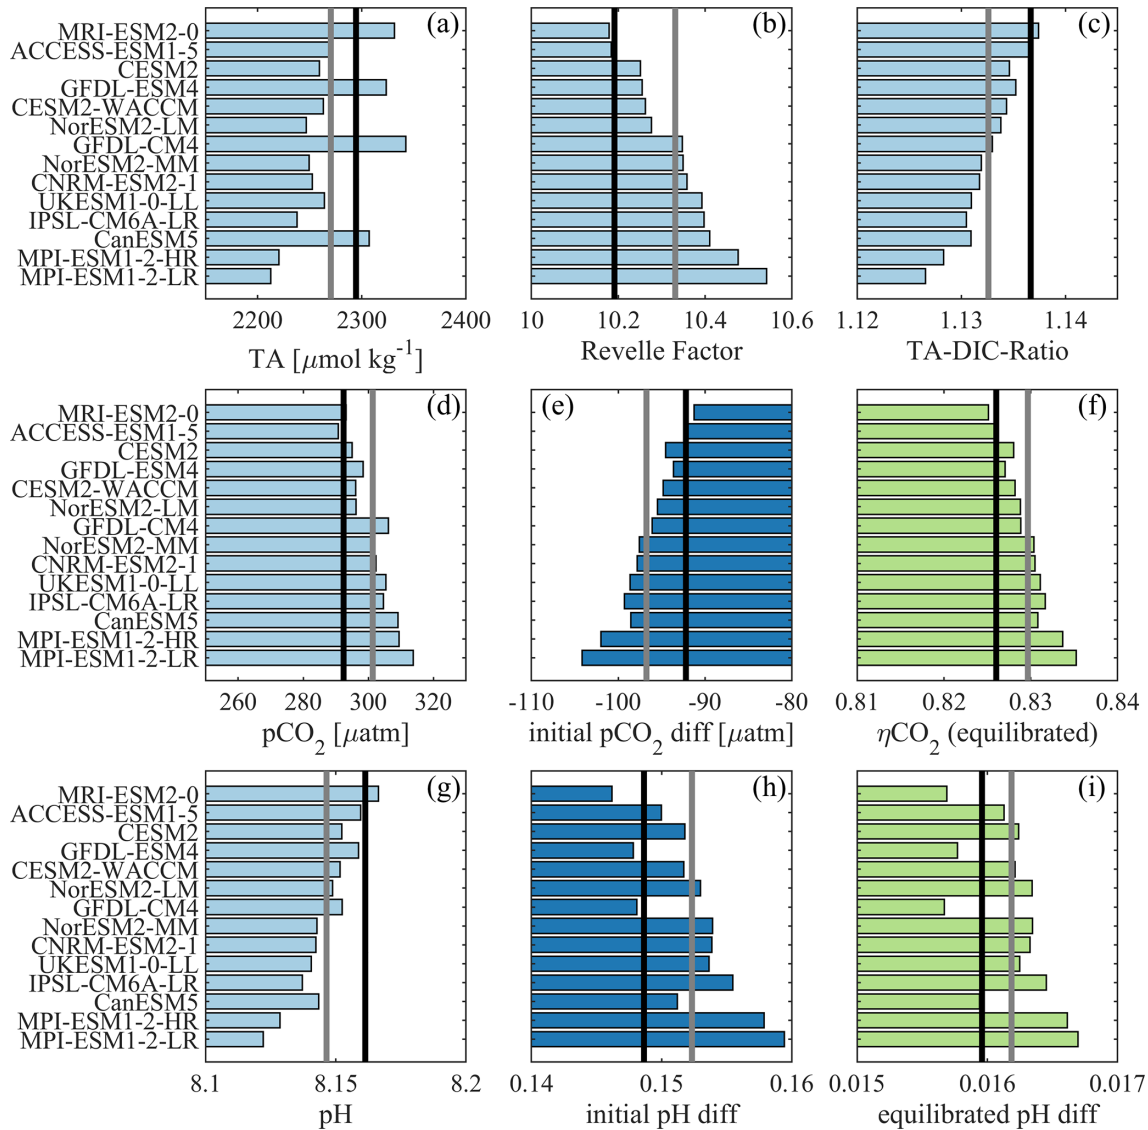 (a)
(b)
(c)
MRI-ESM2-0
ACCESS-ESM1-5
CESM2
GFDL-ESM4
CESM2-WACCM
NorESM2-LM
GFDL-CM4
NorESM2-MM
CNRM-ESM2-1
UKESM1-0-LL
IPSL-CM6A-LR
CanESM5
MPI-ESM1-2-HR
MPI-ESM1-2-LR
2200 2300 2400
10 10.2 10.4 10.6
1.12 1.13 1.14
TA [μmol kg⁻¹]
Revelle Factor
TA-DIC-Ratio
(d)
(e)
(f)
MRI-ESM2-0
ACCESS-ESM1-5
CESM2
GFDL-ESM4
CESM2-WACCM
NorESM2-LM
GFDL-CM4
NorESM2-MM
CNRM-ESM2-1
UKESM1-0-LL
IPSL-CM6A-LR
CanESM5
MPI-ESM1-2-HR
MPI-ESM1-2-LR
260 280 300 320
-110 -100 -90 -80
0.81 0.82 0.83 0.84
pCO₂ [μatm]
initial pCO₂ diff [μatm]
ηCO₂ (equilibrated)
(g)
(h)
(i)
MRI-ESM2-0
ACCESS-ESM1-5
CESM2
GFDL-ESM4
CESM2-WACCM
NorESM2-LM
GFDL-CM4
NorESM2-MM
CNRM-ESM2-1
UKESM1-0-LL
IPSL-CM6A-LR
CanESM5
MPI-ESM1-2-HR
MPI-ESM1-2-LR
8.1 8.15 8.2
0.14 0.15 0.16
0.015 0.016 0.017
pH
initial pH diff
equilibrated pH diff